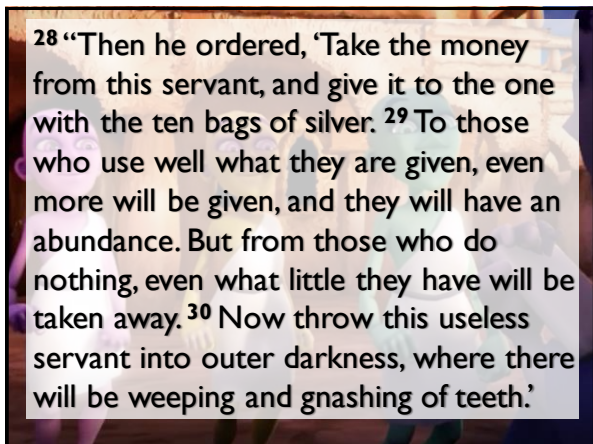 28 “Then he ordered, ‘Take the money
from this servant, and give it to the one
with the ten bags of silver. 29 To those
who use well what they are given, even
more will be given, and they will have an
abundance. But from those who do
nothing, even what little they have will be
taken away. 30 Now throw this useless
servant into outer darkness, where there
will be weeping and gnashing of teeth.’